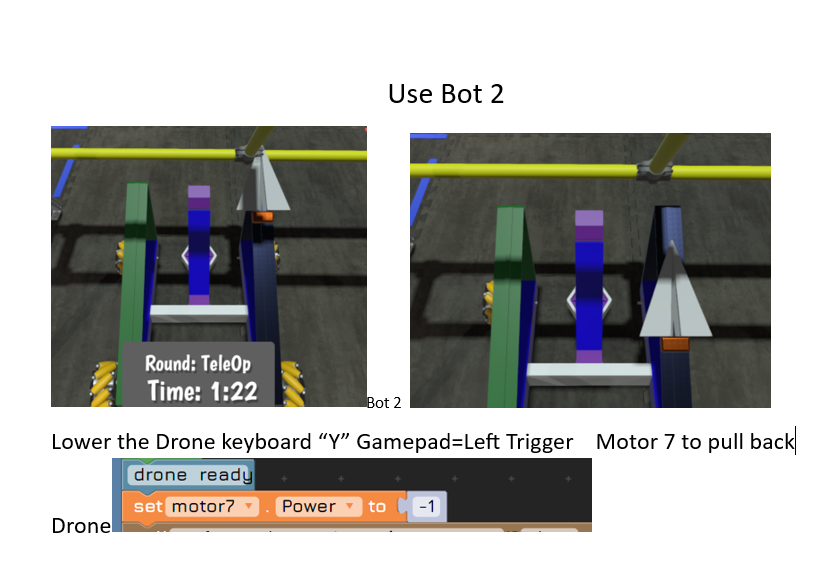 Use Bot 2
Round: TeleOp
Time: 1:22
Bot 2
Lower the Drone keyboard “Y” Gamepad=Left Trigger Motor 7 to pull back
drone ready
set motor7 . Power to -1
Drone